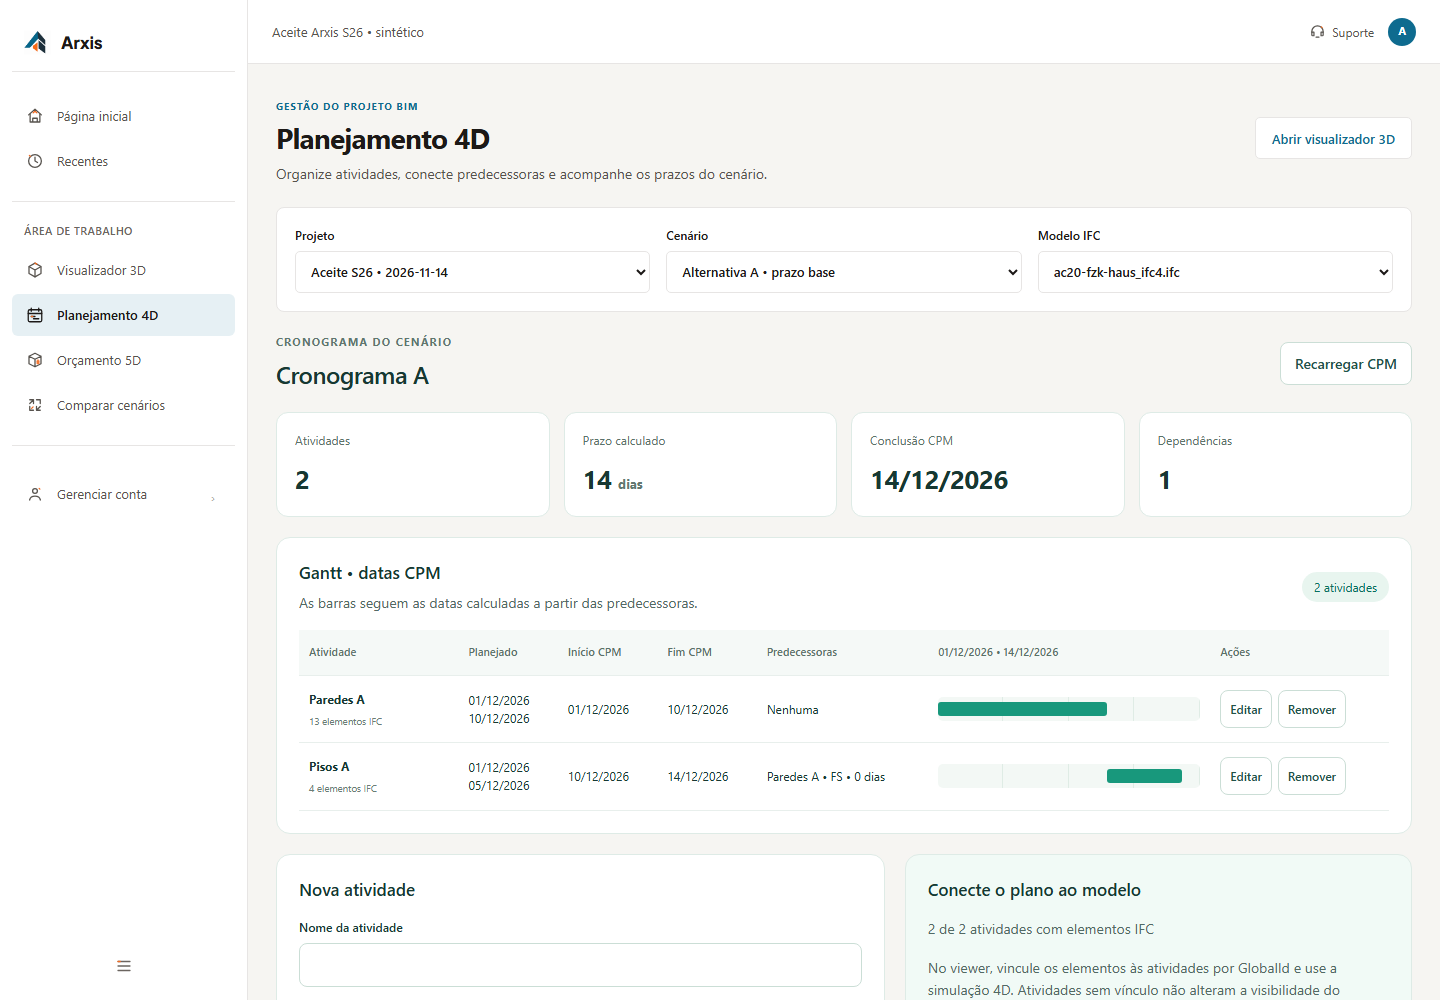 Arxis
Página inicial
Recentes
ÁREA DE TRABALHO
Visualizador 3D
Planejamento 4D
Orçamento 5D
Comparar cenários
Gerenciar conta
Aceite Arxis S26 • sintético
Suporte
A
GESTÃO DO PROJETO BIM
Planejamento 4D
Organize atividades, conecte predecessoras e acompanhe os prazos do cenário.
Abrir visualizador 3D
Projeto
Aceite S26 • 2026-11-14
Cenário
Alternativa A • prazo base
Modelo IFC
ac20-fzk-haus_ifc4.ifc
CRONOGRAMA DO CENÁRIO
Cronograma A
Recarregar CPM
Atividades
2
Prazo calculado
14 dias
Conclusão CPM
14/12/2026
Dependências
1
Gantt • datas CPM
As barras seguem as datas calculadas a partir das predecessoras.
2 atividades
Atividade Planejado Início CPM Fim CPM Predecessoras 01/12/2026 • 14/12/2026 Ações
Paredes A
13 elementos IFC
01/12/2026
10/12/2026
01/12/2026
10/12/2026
Nenhuma
Editar
Remover
Pisos A
4 elementos IFC
01/12/2026
05/12/2026
10/12/2026
14/12/2026
Paredes A • FS • 0 dias
Editar
Remover
Nova atividade
Nome da atividade
Conecte o plano ao modelo
2 de 2 atividades com elementos IFC
No viewer, vincule os elementos às atividades por GlobalId e use a
simulação 4D. Atividades sem vínculo não alteram a visibilidade do